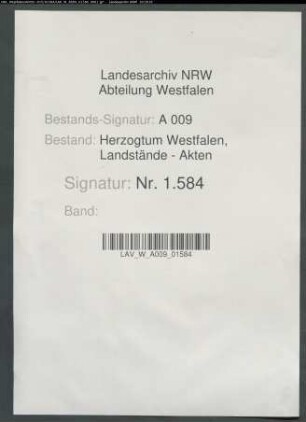 Landesarchiv NRW
Abteilung Westfalen
Bestands-Signatur: A 009
Bestand: Herzogtum Westfalen,
Landstände - Akten
Signatur: Nr. 1.584
Band:
LAV_W_A009_01584